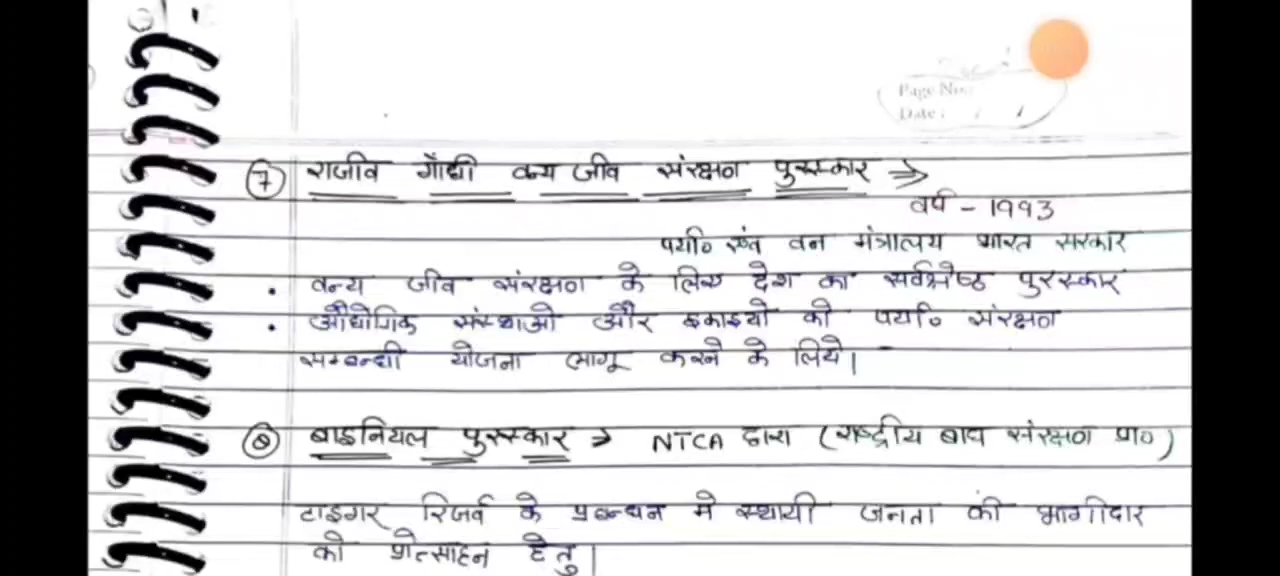 Page No.
Date :
⑦ राजीव गाँधी वन्य जीव संरक्षण पुरस्कार ⇒
वर्ष - 1993
पर्या० एंव वन मंत्रालय भारत सरकार
• वन्य जीव संरक्षण के लिए देश का सर्वश्रेष्ठ पुरस्कार
• औद्योगिक संस्थाओ और इकाइयो को पर्या० संरक्षण
सम्बन्धी योजना लागू करने के लिये।
⑧ बाइनियल पुरस्कार ⇒ NTCA द्वारा (राष्ट्रीय बाघ संरक्षण प्रा०)
टाइगर रिजर्व के प्रबन्धन मे स्थायी जनता की भागीदार
को प्रोत्साहन हेतु।